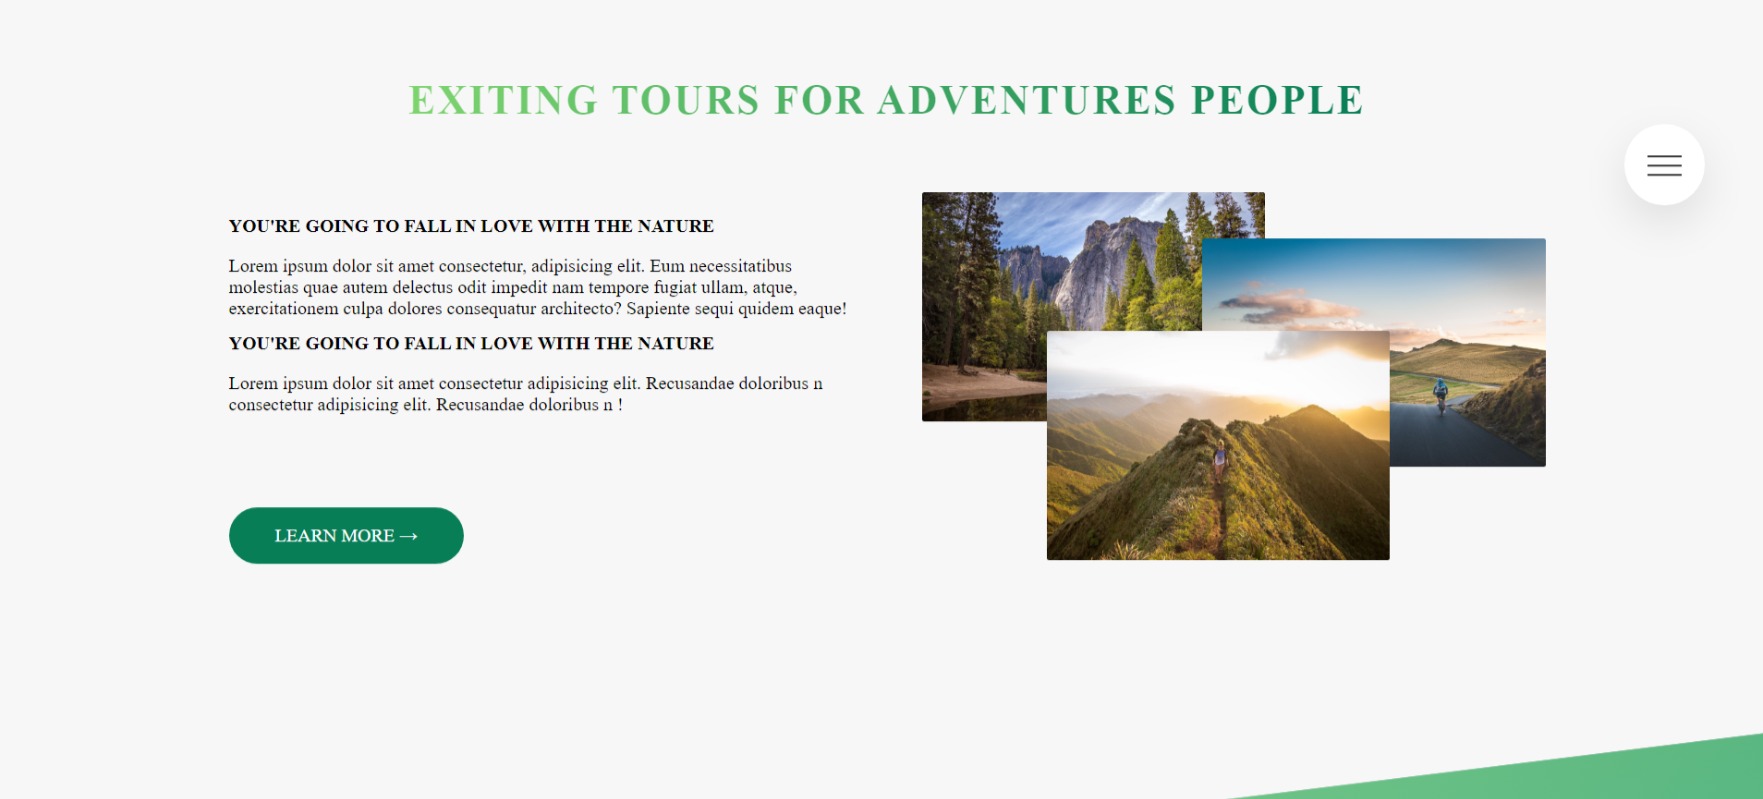 EXITING TOURS FOR ADVENTURES PEOPLE
YOU'RE GOING TO FALL IN LOVE WITH THE NATURE
Lorem ipsum dolor sit amet consectetur, adipisicing elit. Eum necessitatibus
molestias quae autem delectus odit impedit nam tempore fugiat ullam, atque,
exercitationem culpa dolores consequatur architecto? Sapiente sequi quidem eaque!
YOU'RE GOING TO FALL IN LOVE WITH THE NATURE
Lorem ipsum dolor sit amet consectetur adipisicing elit. Recusandae doloribus n
consectetur adipisicing elit. Recusandae doloribus n !
LEARN MORE →